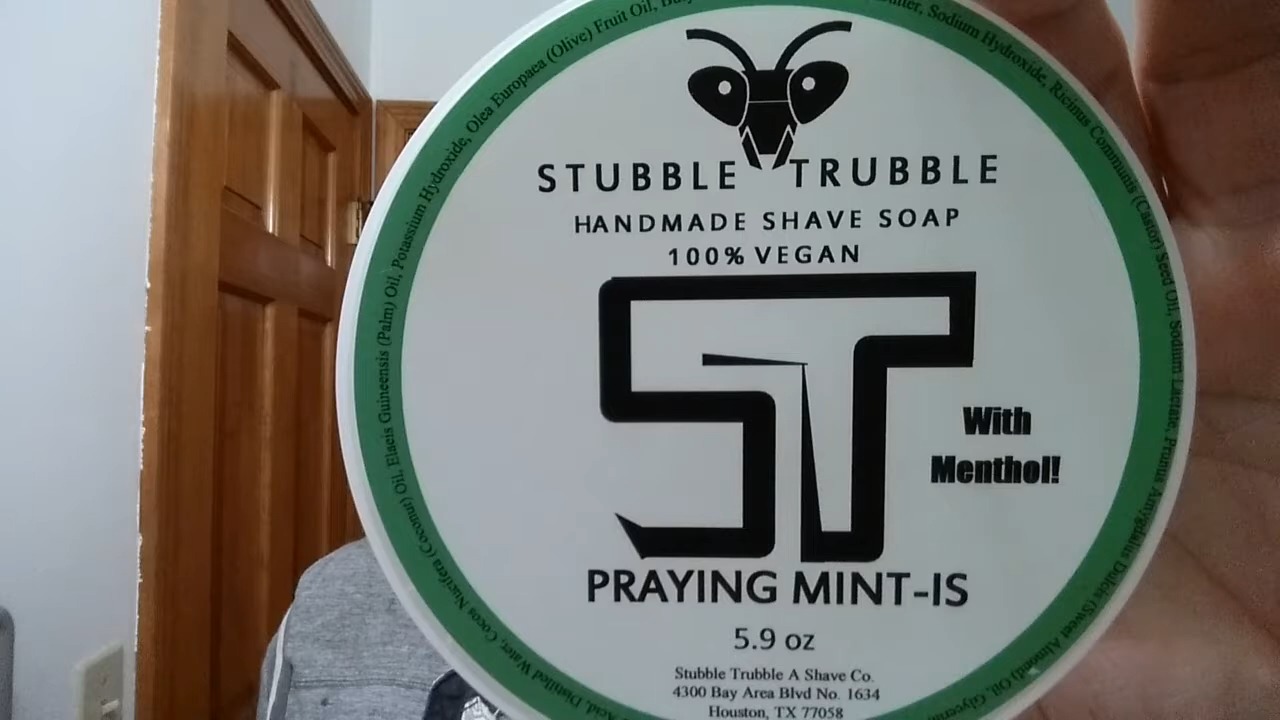 STUBBLE TRUBBLE
HANDMADE SHAVE SOAP
100% VEGAN
ST
With
Menthol!
PRAYING MINT-IS
5.9 oz
Stubble Trubble A Shave Co.
4300 Bay Area Blvd No. 1634
Houston, TX 77058
Acid, Distilled Water, Cocos Nucifera (Coconut) Oil, Elaeis Guineensis (Palm) Oil, Potassium Hydroxide, Olea Europaea (Olive) Fruit Oil,
Sodium Hydroxide, Ricinus Communis (Castor) Seed Oil, Sodium Lactate, Prunus Amygdalus Dulcis (Sweet Almond) Oil,